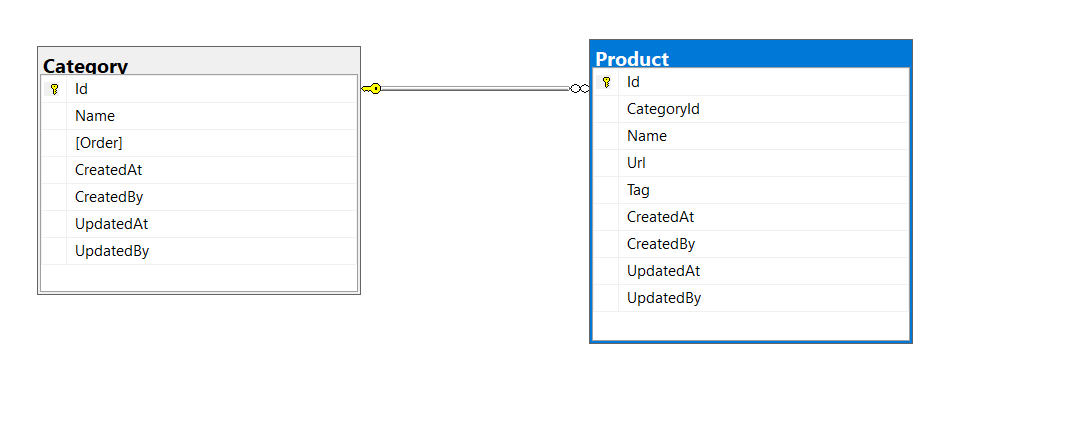 Category
Id
Name
[Order]
CreatedAt
CreatedBy
UpdatedAt
UpdatedBy
Product
Id
CategoryId
Name
Url
Tag
CreatedAt
CreatedBy
UpdatedAt
UpdatedBy